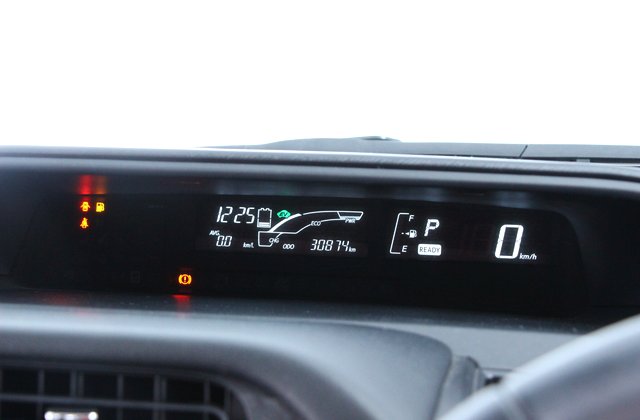 12:25
ECO
PWR
F
P
AVG
0.0 km/L
CHG
ODO 30874 km
E
READY
0 km/h